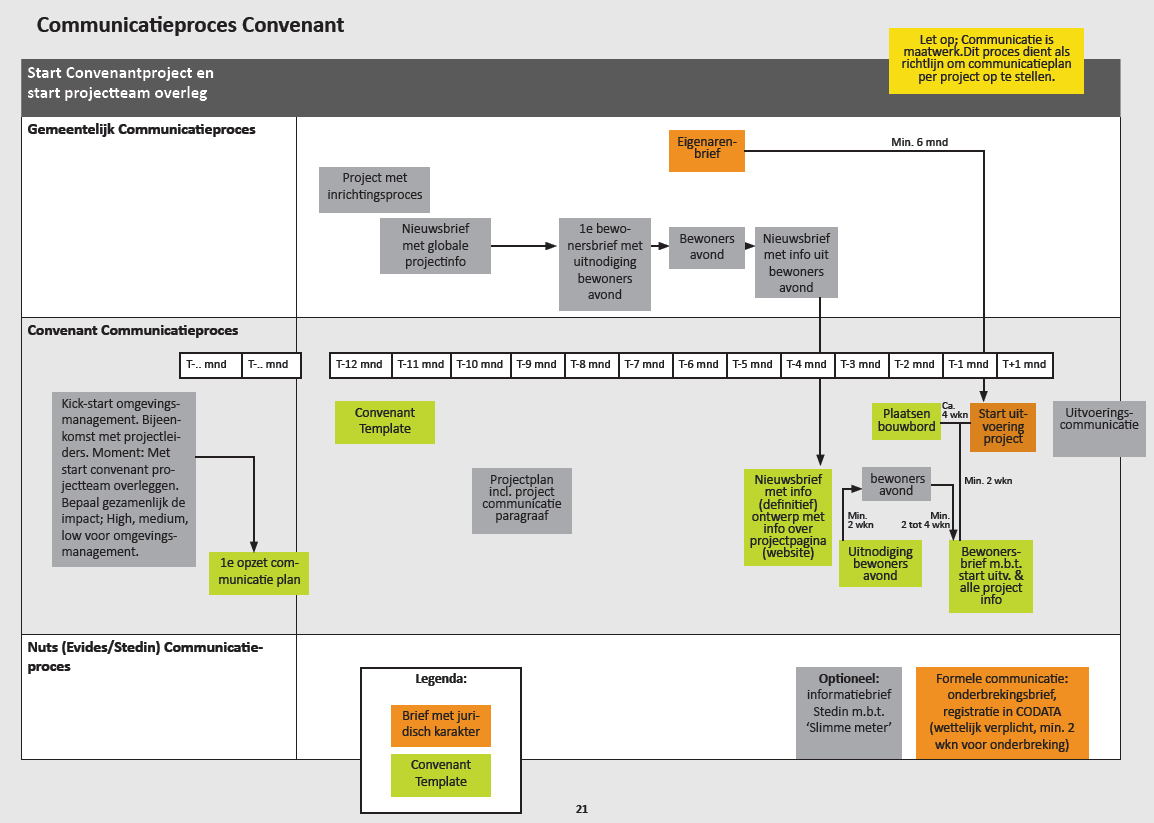 Communicatieproces Convenant
Let op; Communicatie is
maatwerk.Dit proces dient als
richtlijn om communicatieplan
per project op te stellen.
Start Convenantproject en
start projectteam overleg
Gemeentelijk Communicatieproces
Eigenaren-
brief
Min. 6 mnd
Project met
inrichtingsproces
Nieuwsbrief
met globale
projectinfo
1e bewo-
nersbrief met
uitnodiging
bewoners
avond
Bewoners
avond
Nieuwsbrief
met info uit
bewoners
avond
Convenant Communicatieproces
T-.. mnd
T-.. mnd
T-12 mnd
T-11 mnd
T-10 mnd
T-9 mnd
T-8 mnd
T-7 mnd
T-6 mnd
T-5 mnd
T-4 mnd
T-3 mnd
T-2 mnd
T-1 mnd
T+1 mnd
Kick-start omgevings-
management. Bijeen-
komst met projectlei-
ders. Moment: Met
start convenant pro-
jectteam overleggen.
Bepaal gezamenlijk de
impact; High, medium,
low voor omgevings-
management.
1e opzet com-
municatie plan
Convenant
Template
Projectplan
incl. project
communicatie
paragraaf
Plaatsen
bouwbord
Ca.
4 wkn
Start uit-
voering
project
Uitvoerings-
communicatie
Nieuwsbrief
met info
(definitief)
ontwerp met
info over
projectpagina
(website)
bewoners
avond
Min. 2 wkn
Min.
2 wkn
Min.
2 tot 4 wkn
Uitnodiging
bewoners
avond
Bewoners-
brief m.b.t.
start uitv. &
alle project
info
Nuts (Evides/Stedin) Communicatie-
proces
Legenda:
Brief met juri-
disch karakter
Convenant
Template
Optioneel:
informatiebrief
Stedin m.b.t.
‘Slimme meter’
Formele communicatie:
onderbrekingsbrief,
registratie in CODATA
(wettelijk verplicht, min. 2
wkn voor onderbreking)
21